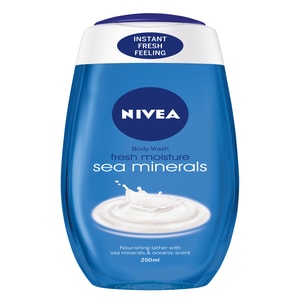 INSTANT
FRESH
FEELING
NIVEA
Body Wash
fresh moisture
sea minerals
Nourishing lather with
sea minerals & oceanic scent
250ml